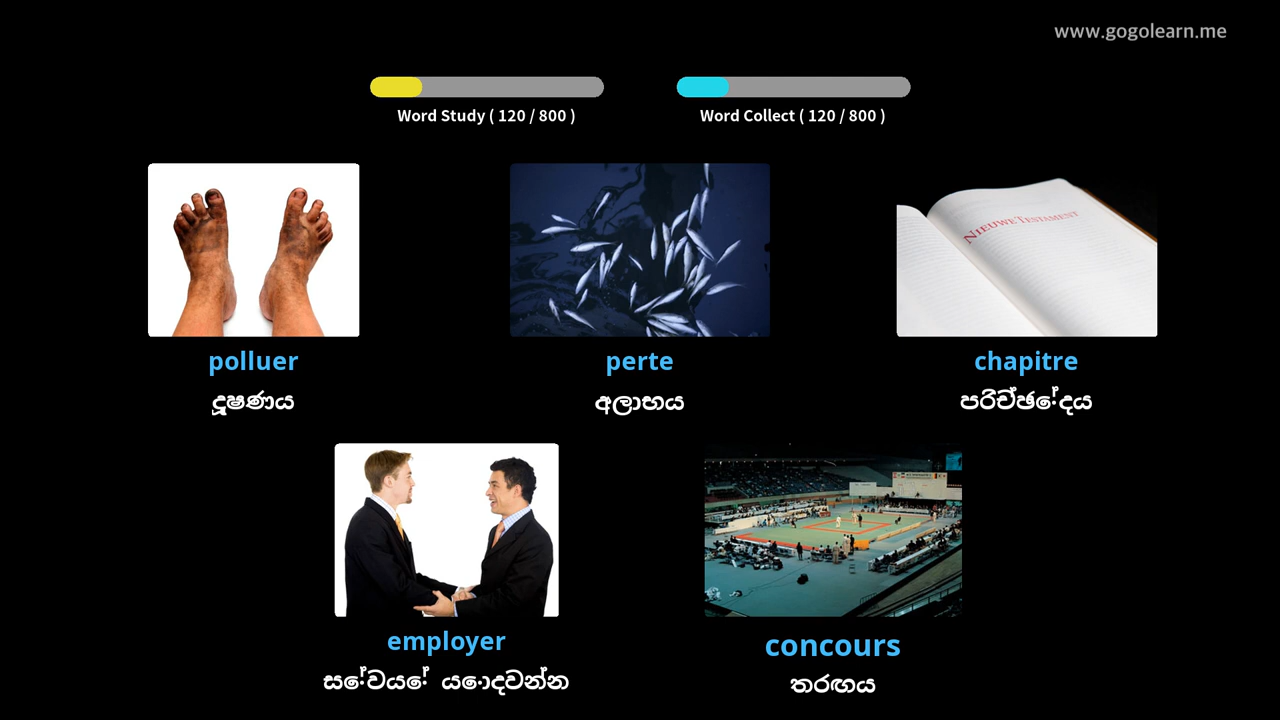 www.gogolearn.me
Word Study ( 120 / 800 )
Word Collect ( 120 / 800 )
NIEUWE TESTAMENT
polluer
perte
chapitre
දූෂණය
අලාභය
පරිච්ඡේදය
employer
concours
සේවයේ යොදවන්න
තරඟය